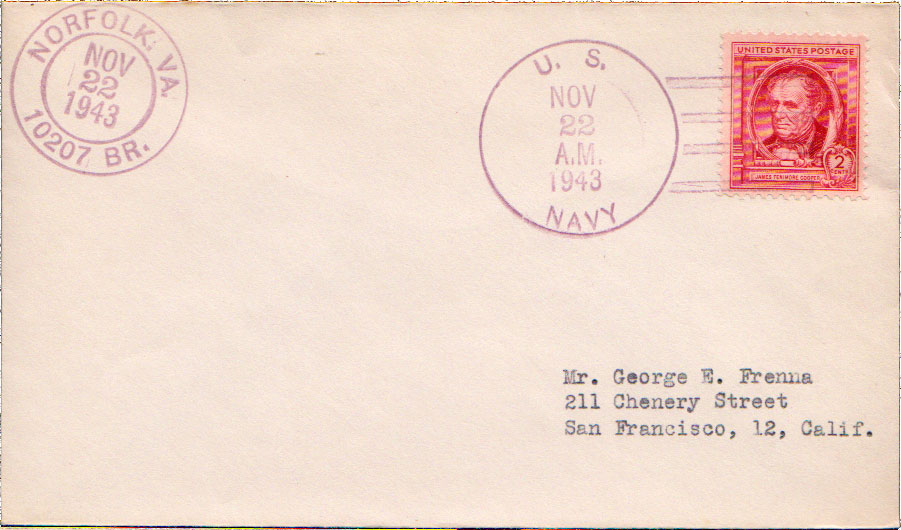 NORFOLK, VA.
NOV
22
1943
10207 BR.
U. S.
NOV
22
A.M.
1943
NAVY
UNITED STATES POSTAGE
JAMES FENIMORE COOPER
2
CENTS
Mr. George E. Frenna
211 Chenery Street
San Francisco, 12, Calif.